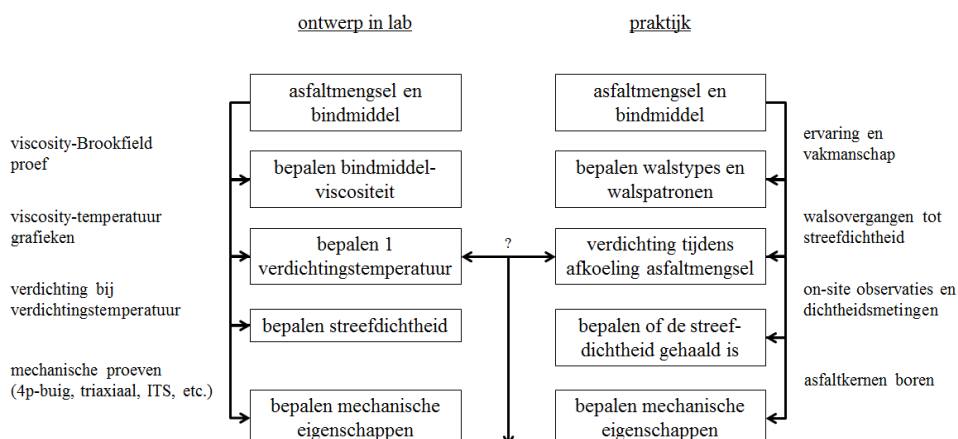 ontwerp in lab
praktijk
asfaltmengsel en
bindmiddel
asfaltmengsel en
bindmiddel
viscosity-Brookfield
proef
ervaring en
vakmanschap
bepalen bindmiddel-
viscositeit
bepalen walstypes en
walspatronen
viscosity-temperatuur
grafieken
walsovergangen tot
streefdichtheid
bepalen 1
verdichtingstemperatuur
?
verdichting tijdens
afkoeling asfaltmengsel
verdichting bij
verdichtingstemperatuur
on-site observaties en
dichtheidsmetingen
bepalen streefdichtheid
bepalen of de streef-
dichtheid gehaald is
mechanische proeven
(4p-buig, triaxiaal, ITS, etc.)
asfaltkernen boren
bepalen mechanische
eigenschappen
bepalen mechanische
eigenschappen